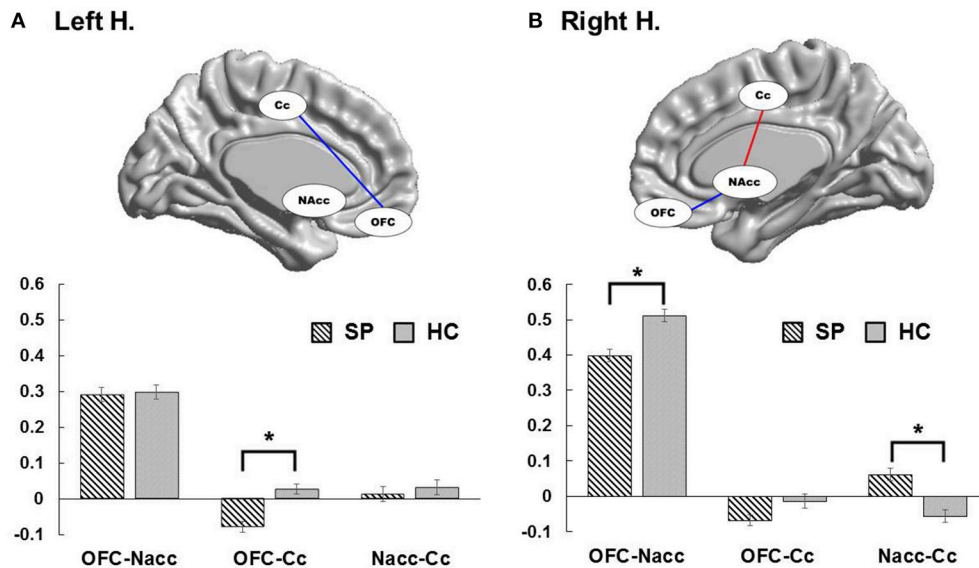 A Left H.
Cc
NAcc
OFC
0.6
0.5
0.4
0.3
0.2
0.1
0
-0.1
SP HC
*
OFC-Nacc OFC-Cc Nacc-Cc
B Right H.
Cc
NAcc
OFC
0.6
0.5
0.4
0.3
0.2
0.1
0
-0.1
*
SP HC
*
OFC-Nacc OFC-Cc Nacc-Cc